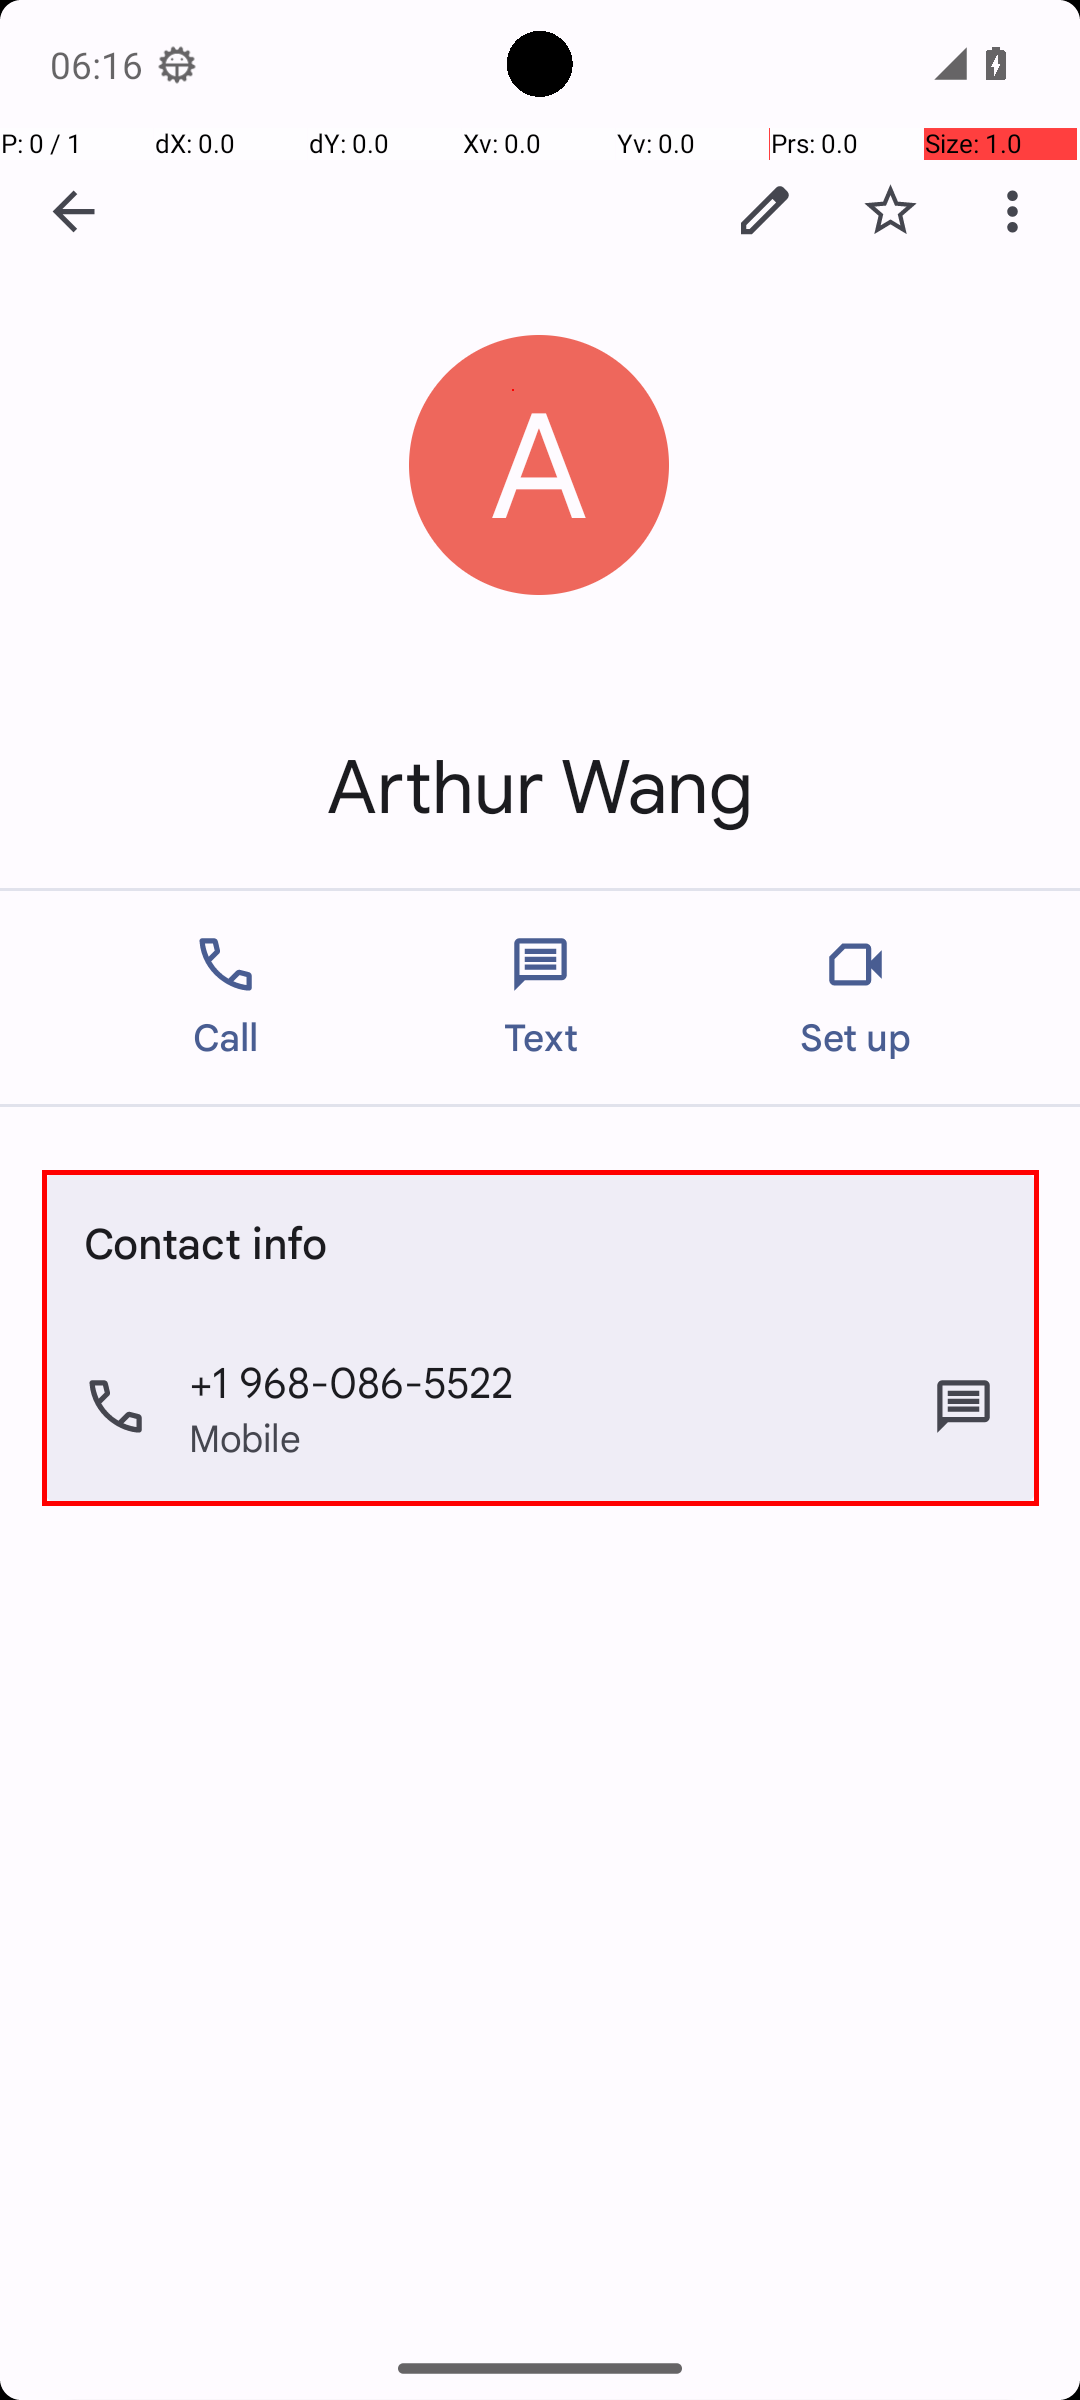 06:16
P: 0 / 1 dX: 0.0 dY: 0.0 Xv: 0.0 Yv: 0.0 Prs: 0.0 Size: 1.0
A
Arthur Wang
Call Text Set up
Contact info
+1 968-086-5522
Mobile